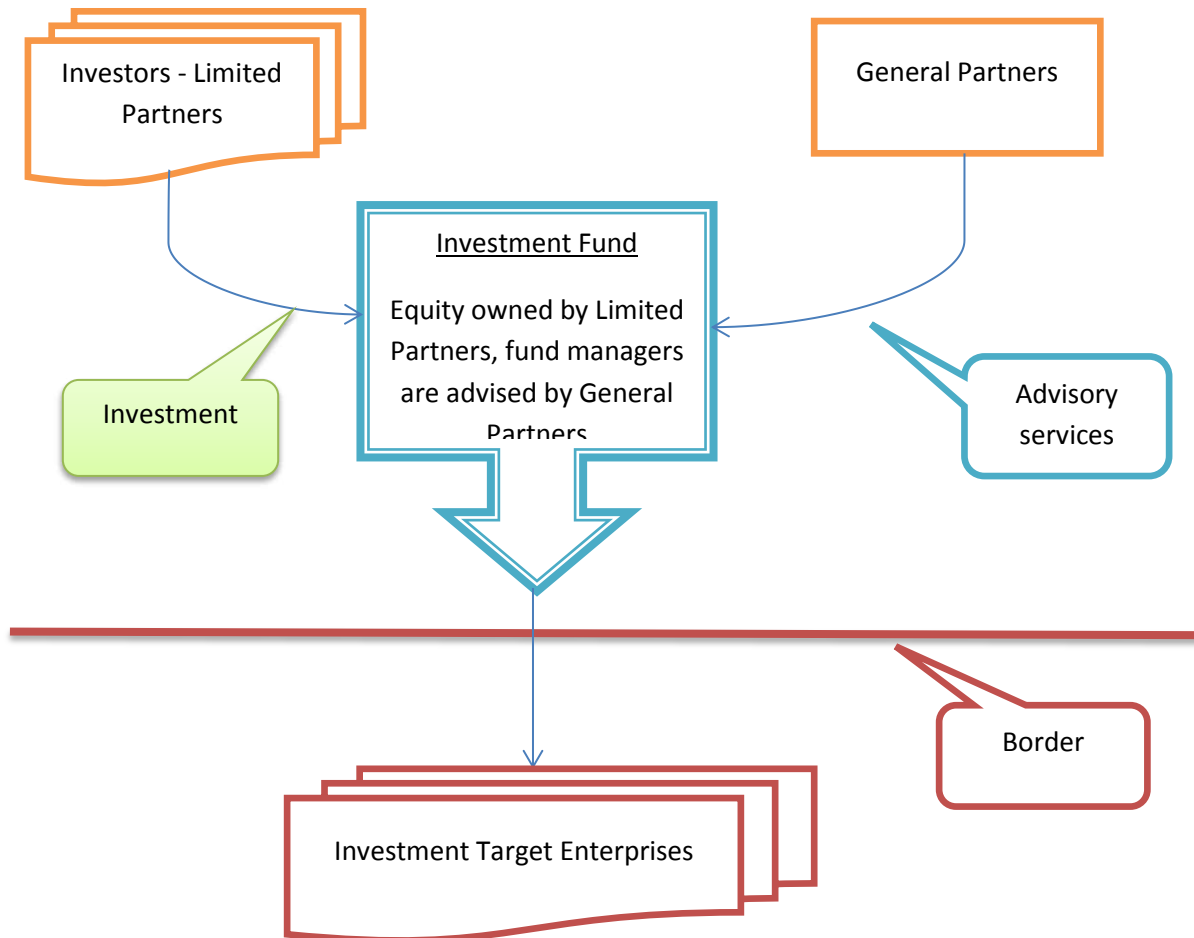 Investors - Limited
Partners
General Partners
Investment Fund
Equity owned by Limited
Partners, fund managers
are advised by General
Partners
Investment
Advisory
services
Border
Investment Target Enterprises